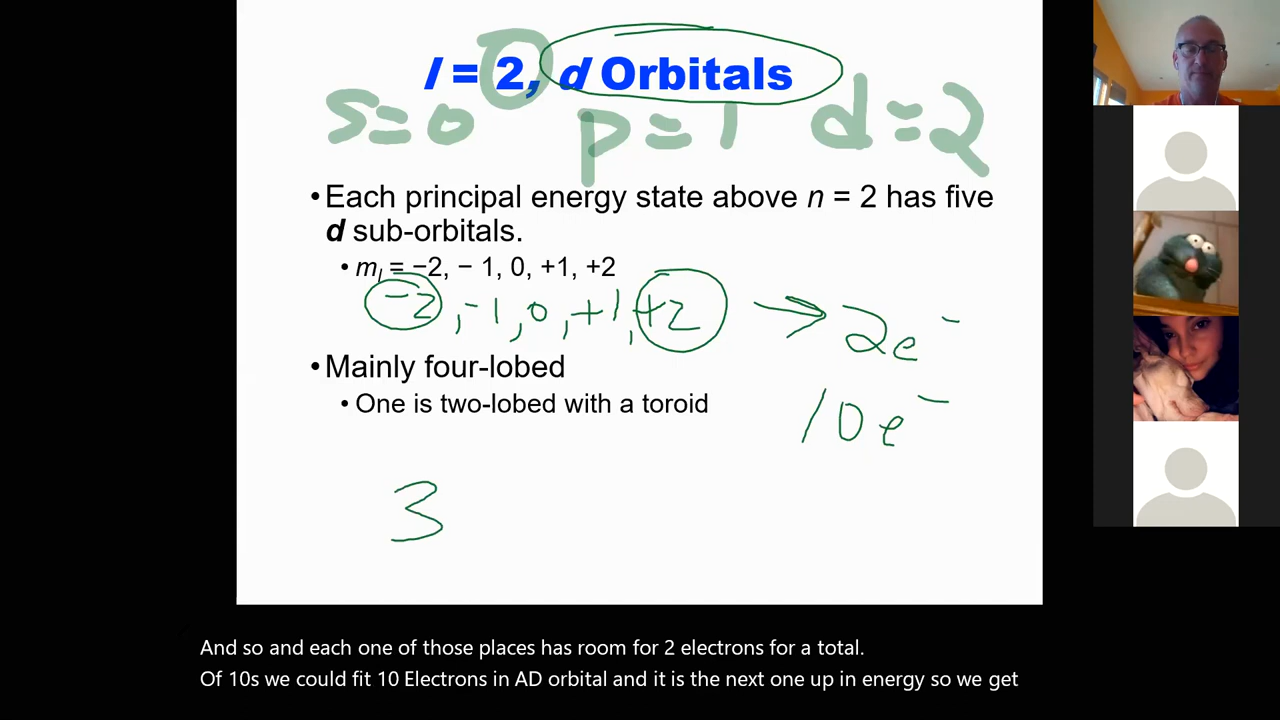 l = 2, d Orbitals
s=0 p=1 d=2
•Each principal energy state above n = 2 has five
d sub-orbitals.
• ml = −2, − 1, 0, +1, +2
-2, -1, 0, +1, +2 → 2e⁻
•Mainly four-lobed
• One is two-lobed with a toroid
10e⁻
3
And so and each one of those places has room for 2 electrons for a total.
Of 10s we could fit 10 Electrons in AD orbital and it is the next one up in energy so we get